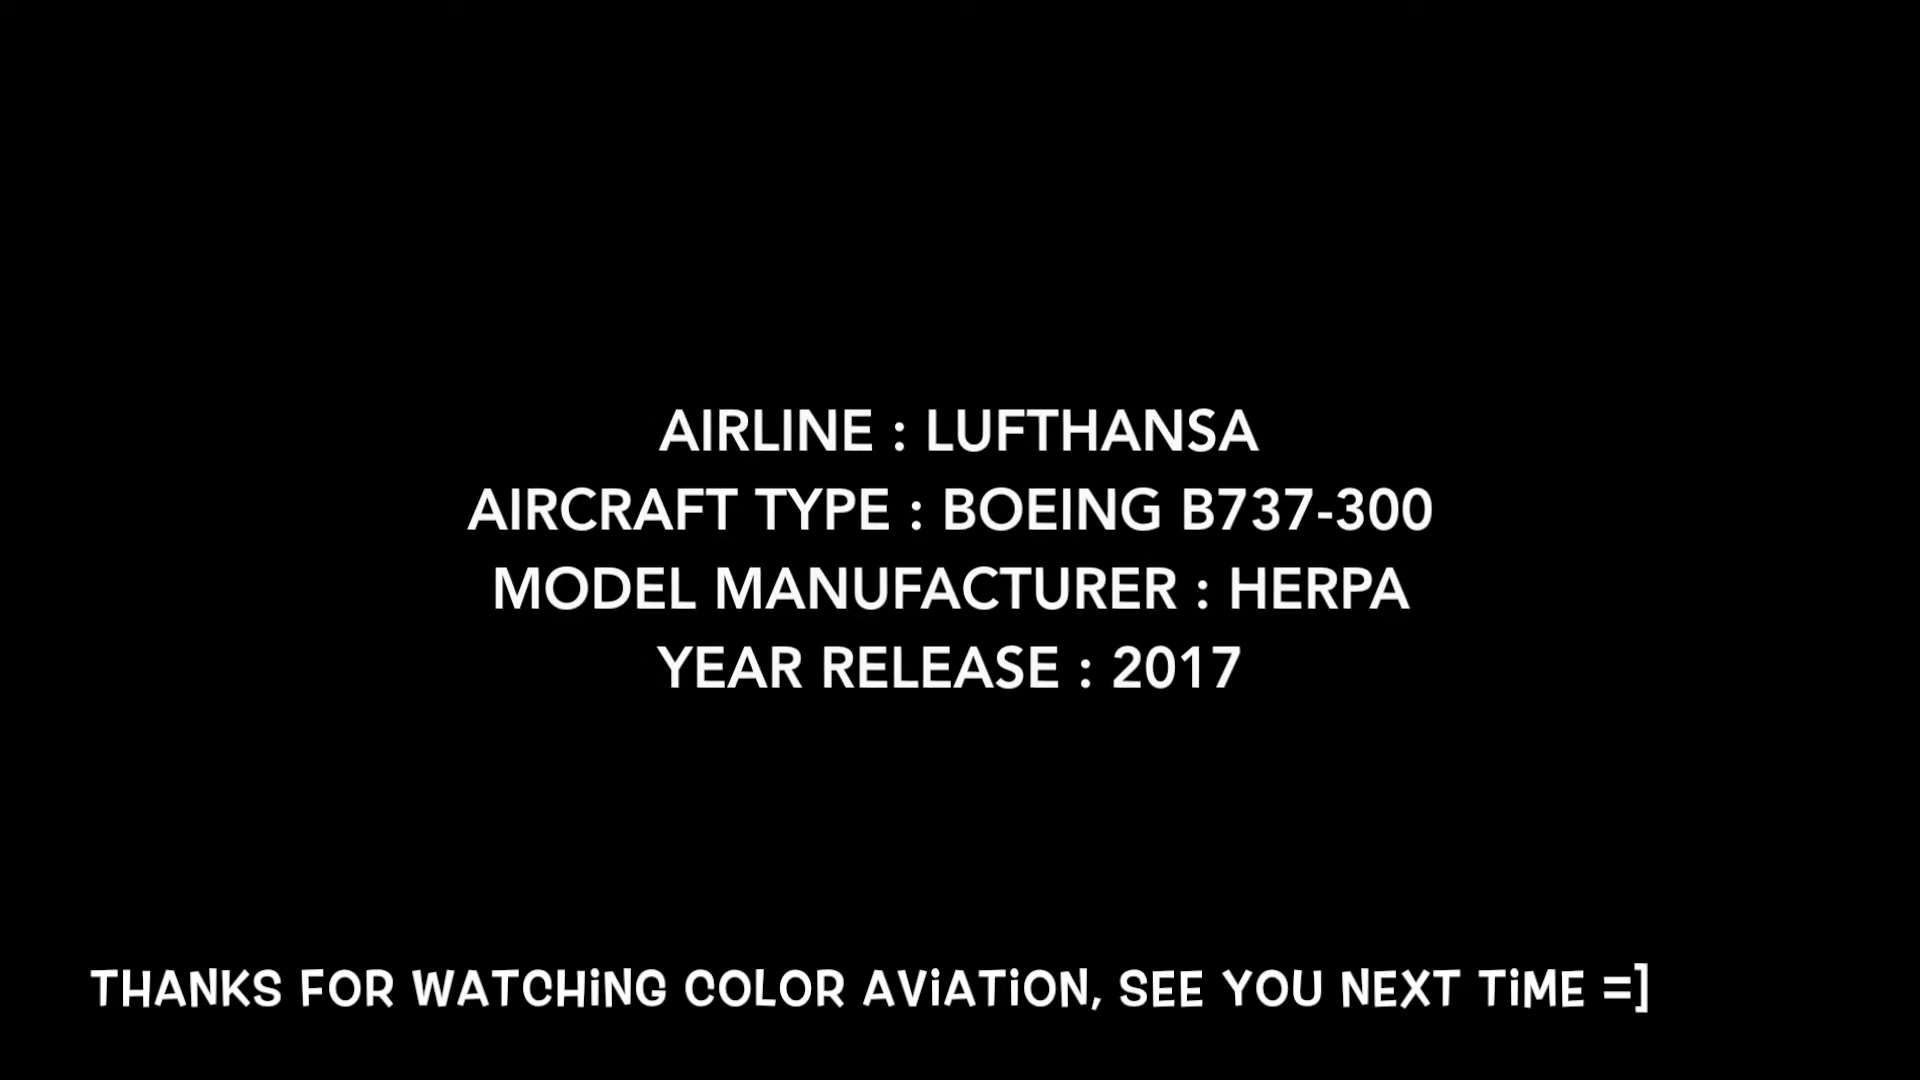 AIRLINE : LUFTHANSA
AIRCRAFT TYPE : BOEING B737-300
MODEL MANUFACTURER : HERPA
YEAR RELEASE : 2017
THANKS FOR WATCHING COLOR AVIATION, SEE YOU NEXT TIME =]